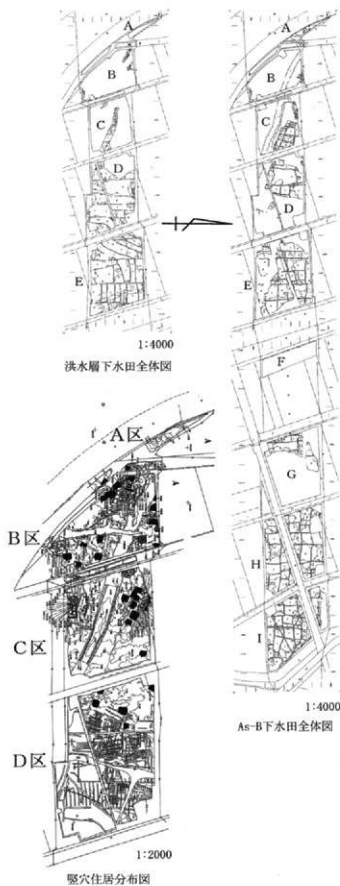 A
B
C
D
E
1:4000
洪水層下水田全体図
A
B
C
D
E
F
G
H
I
1:4000
As-B下水田全体図
A区
B区
C区
D区
1:2000
竪穴住居分布図